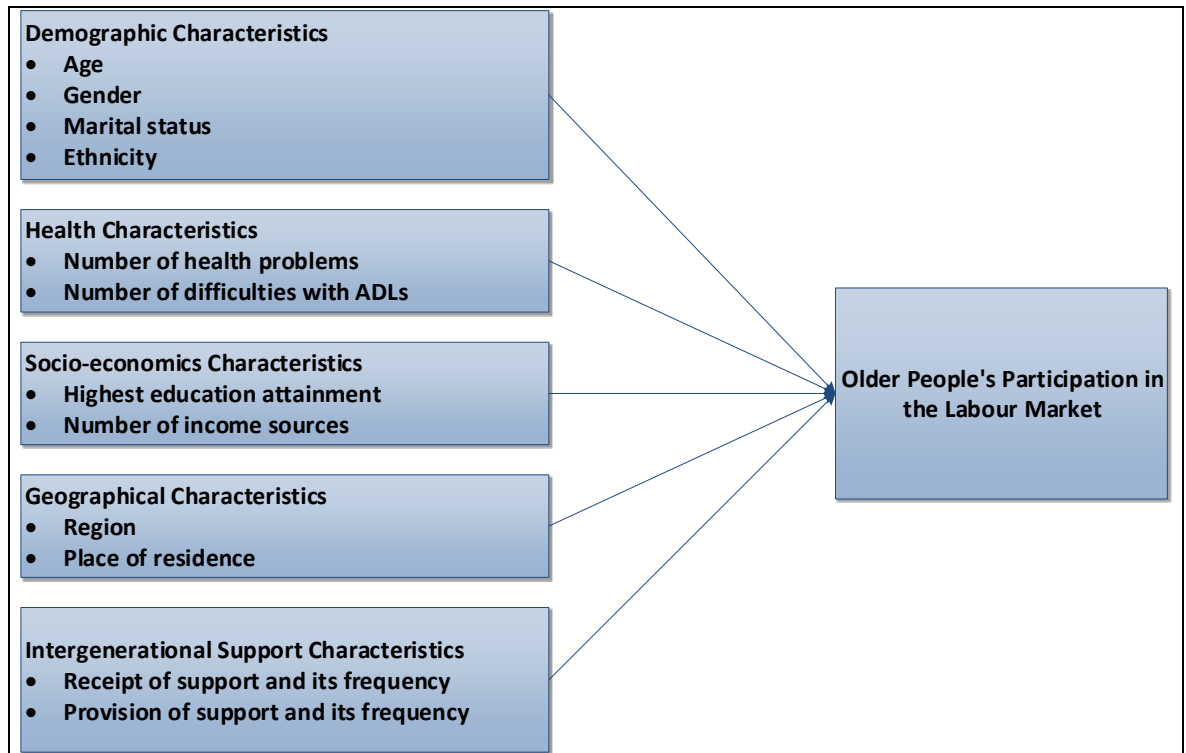 Demographic Characteristics
• Age
• Gender
• Marital status
• Ethnicity
Health Characteristics
• Number of health problems
• Number of difficulties with ADLs
Socio-economics Characteristics
• Highest education attainment
• Number of income sources
Geographical Characteristics
• Region
• Place of residence
Intergenerational Support Characteristics
• Receipt of support and its frequency
• Provision of support and its frequency
Older People's Participation in
the Labour Market